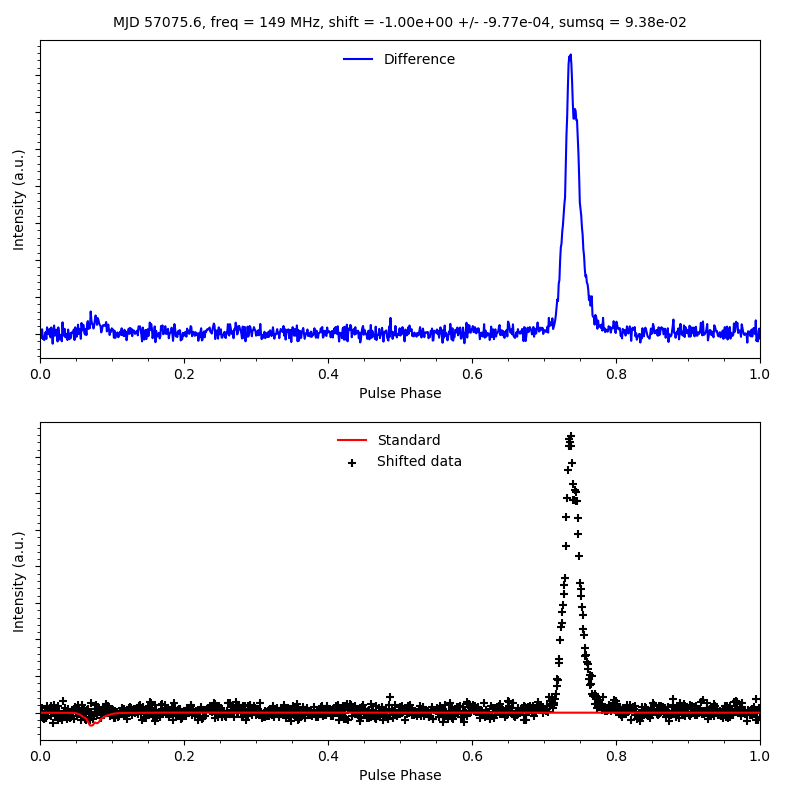 MJD 57075.6, freq = 149 MHz, shift = -1.00e+00 +/- -9.77e-04, sumsq = 9.38e-02
Difference
Intensity (a.u.)
0.0 0.2 0.4 0.6 0.8 1.0
Pulse Phase
Standard
Shifted data
Intensity (a.u.)
0.0 0.2 0.4 0.6 0.8 1.0
Pulse Phase